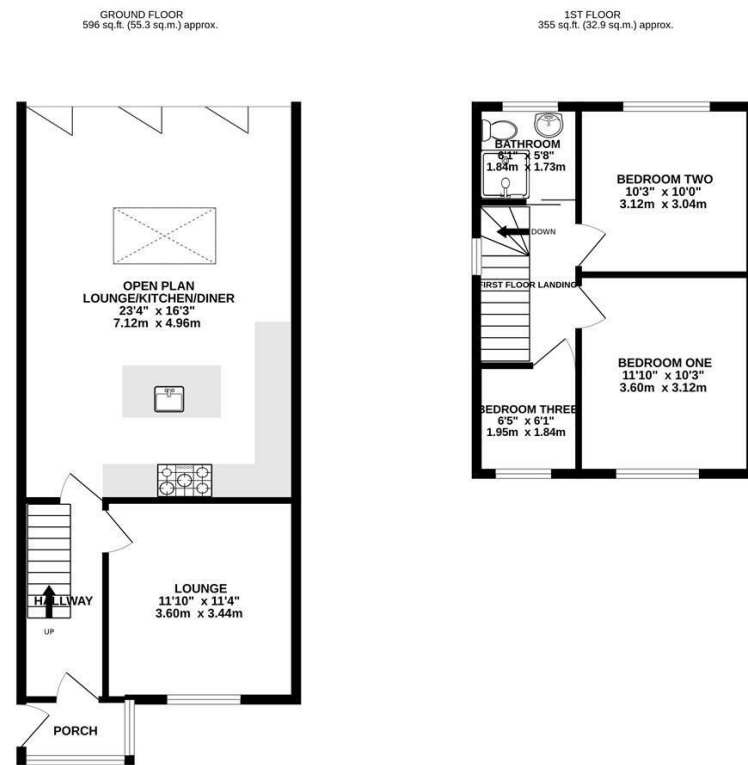 GROUND FLOOR
596 sq.ft. (55.3 sq.m.) approx.
OPEN PLAN
LOUNGE/KITCHEN/DINER
23'4" x 16'3"
7.12m x 4.96m
LOUNGE
11'10" x 11'4"
3.60m x 3.44m
HALLWAY
UP
PORCH
1ST FLOOR
355 sq.ft. (32.9 sq.m.) approx.
BATHROOM
6'1" x 5'8"
1.84m x 1.73m
BEDROOM TWO
10'3" x 10'0"
3.12m x 3.04m
DOWN
FIRST FLOOR LANDING
BEDROOM ONE
11'10" x 10'3"
3.60m x 3.12m
BEDROOM THREE
6'5" x 6'1"
1.95m x 1.84m